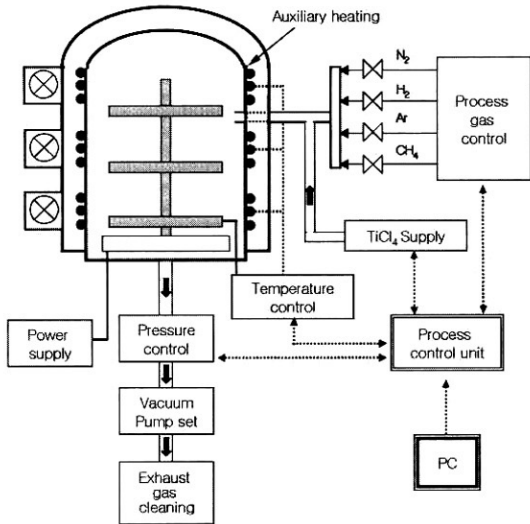 Auxiliary heating
N2
H2
Ar
CH4
Process
gas
control
TiCl4 Supply
Temperature
control
Power
supply
Pressure
control
Process
control unit
Vacuum
Pump set
PC
Exhaust
gas
cleaning